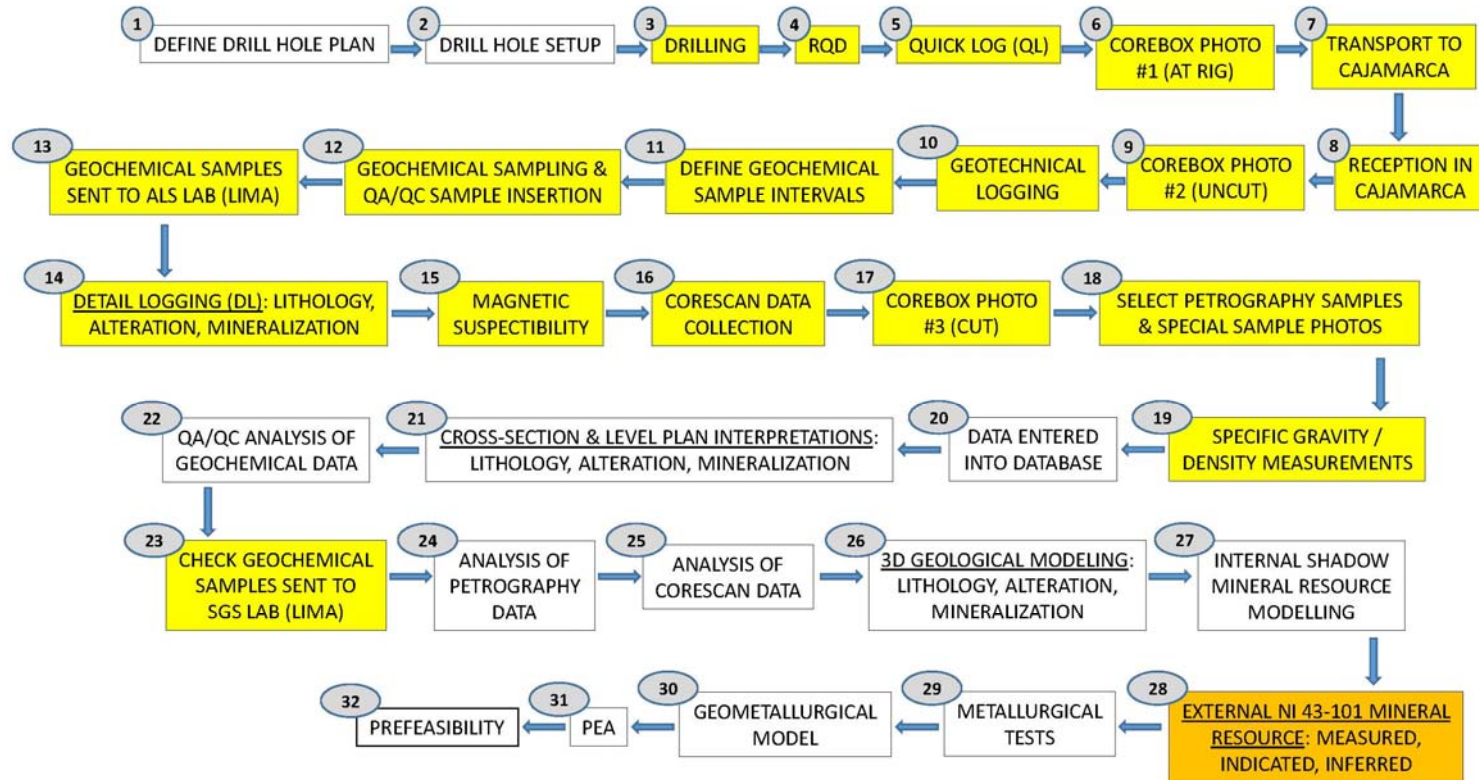 1
DEFINE DRILL HOLE PLAN
2
DRILL HOLE SETUP
3
DRILLING
4
RQD
5
QUICK LOG (QL)
6
COREBOX PHOTO
#1 (AT RIG)
7
TRANSPORT TO
CAJAMARCA
8
RECEPTION IN
CAJAMARCA
9
COREBOX PHOTO
#2 (UNCUT)
10
GEOTECHNICAL
LOGGING
11
DEFINE GEOCHEMICAL
SAMPLE INTERVALS
12
GEOCHEMICAL SAMPLING &
QA/QC SAMPLE INSERTION
13
GEOCHEMICAL SAMPLES
SENT TO ALS LAB (LIMA)
14
DETAIL LOGGING (DL): LITHOLOGY,
ALTERATION, MINERALIZATION
15
MAGNETIC
SUSPECTIBILITY
16
CORESCAN DATA
COLLECTION
17
COREBOX PHOTO
#3 (CUT)
18
SELECT PETROGRAPHY SAMPLES
& SPECIAL SAMPLE PHOTOS
19
SPECIFIC GRAVITY /
DENSITY MEASUREMENTS
20
DATA ENTERED
INTO DATABASE
21
CROSS-SECTION & LEVEL PLAN INTERPRETATIONS:
LITHOLOGY, ALTERATION, MINERALIZATION
22
QA/QC ANALYSIS OF
GEOCHEMICAL DATA
23
CHECK GEOCHEMICAL
SAMPLES SENT TO
SGS LAB (LIMA)
24
ANALYSIS OF
PETROGRAPHY
DATA
25
ANALYSIS OF
CORESCAN DATA
26
3D GEOLOGICAL MODELING:
LITHOLOGY, ALTERATION,
MINERALIZATION
27
INTERNAL SHADOW
MINERAL RESOURCE
MODELLING
28
EXTERNAL NI 43-101 MINERAL
RESOURCE: MEASURED,
INDICATED, INFERRED
29
METALLURGICAL
TESTS
30
GEOMETALLURGICAL
MODEL
31
PEA
32
PREFEASIBILITY